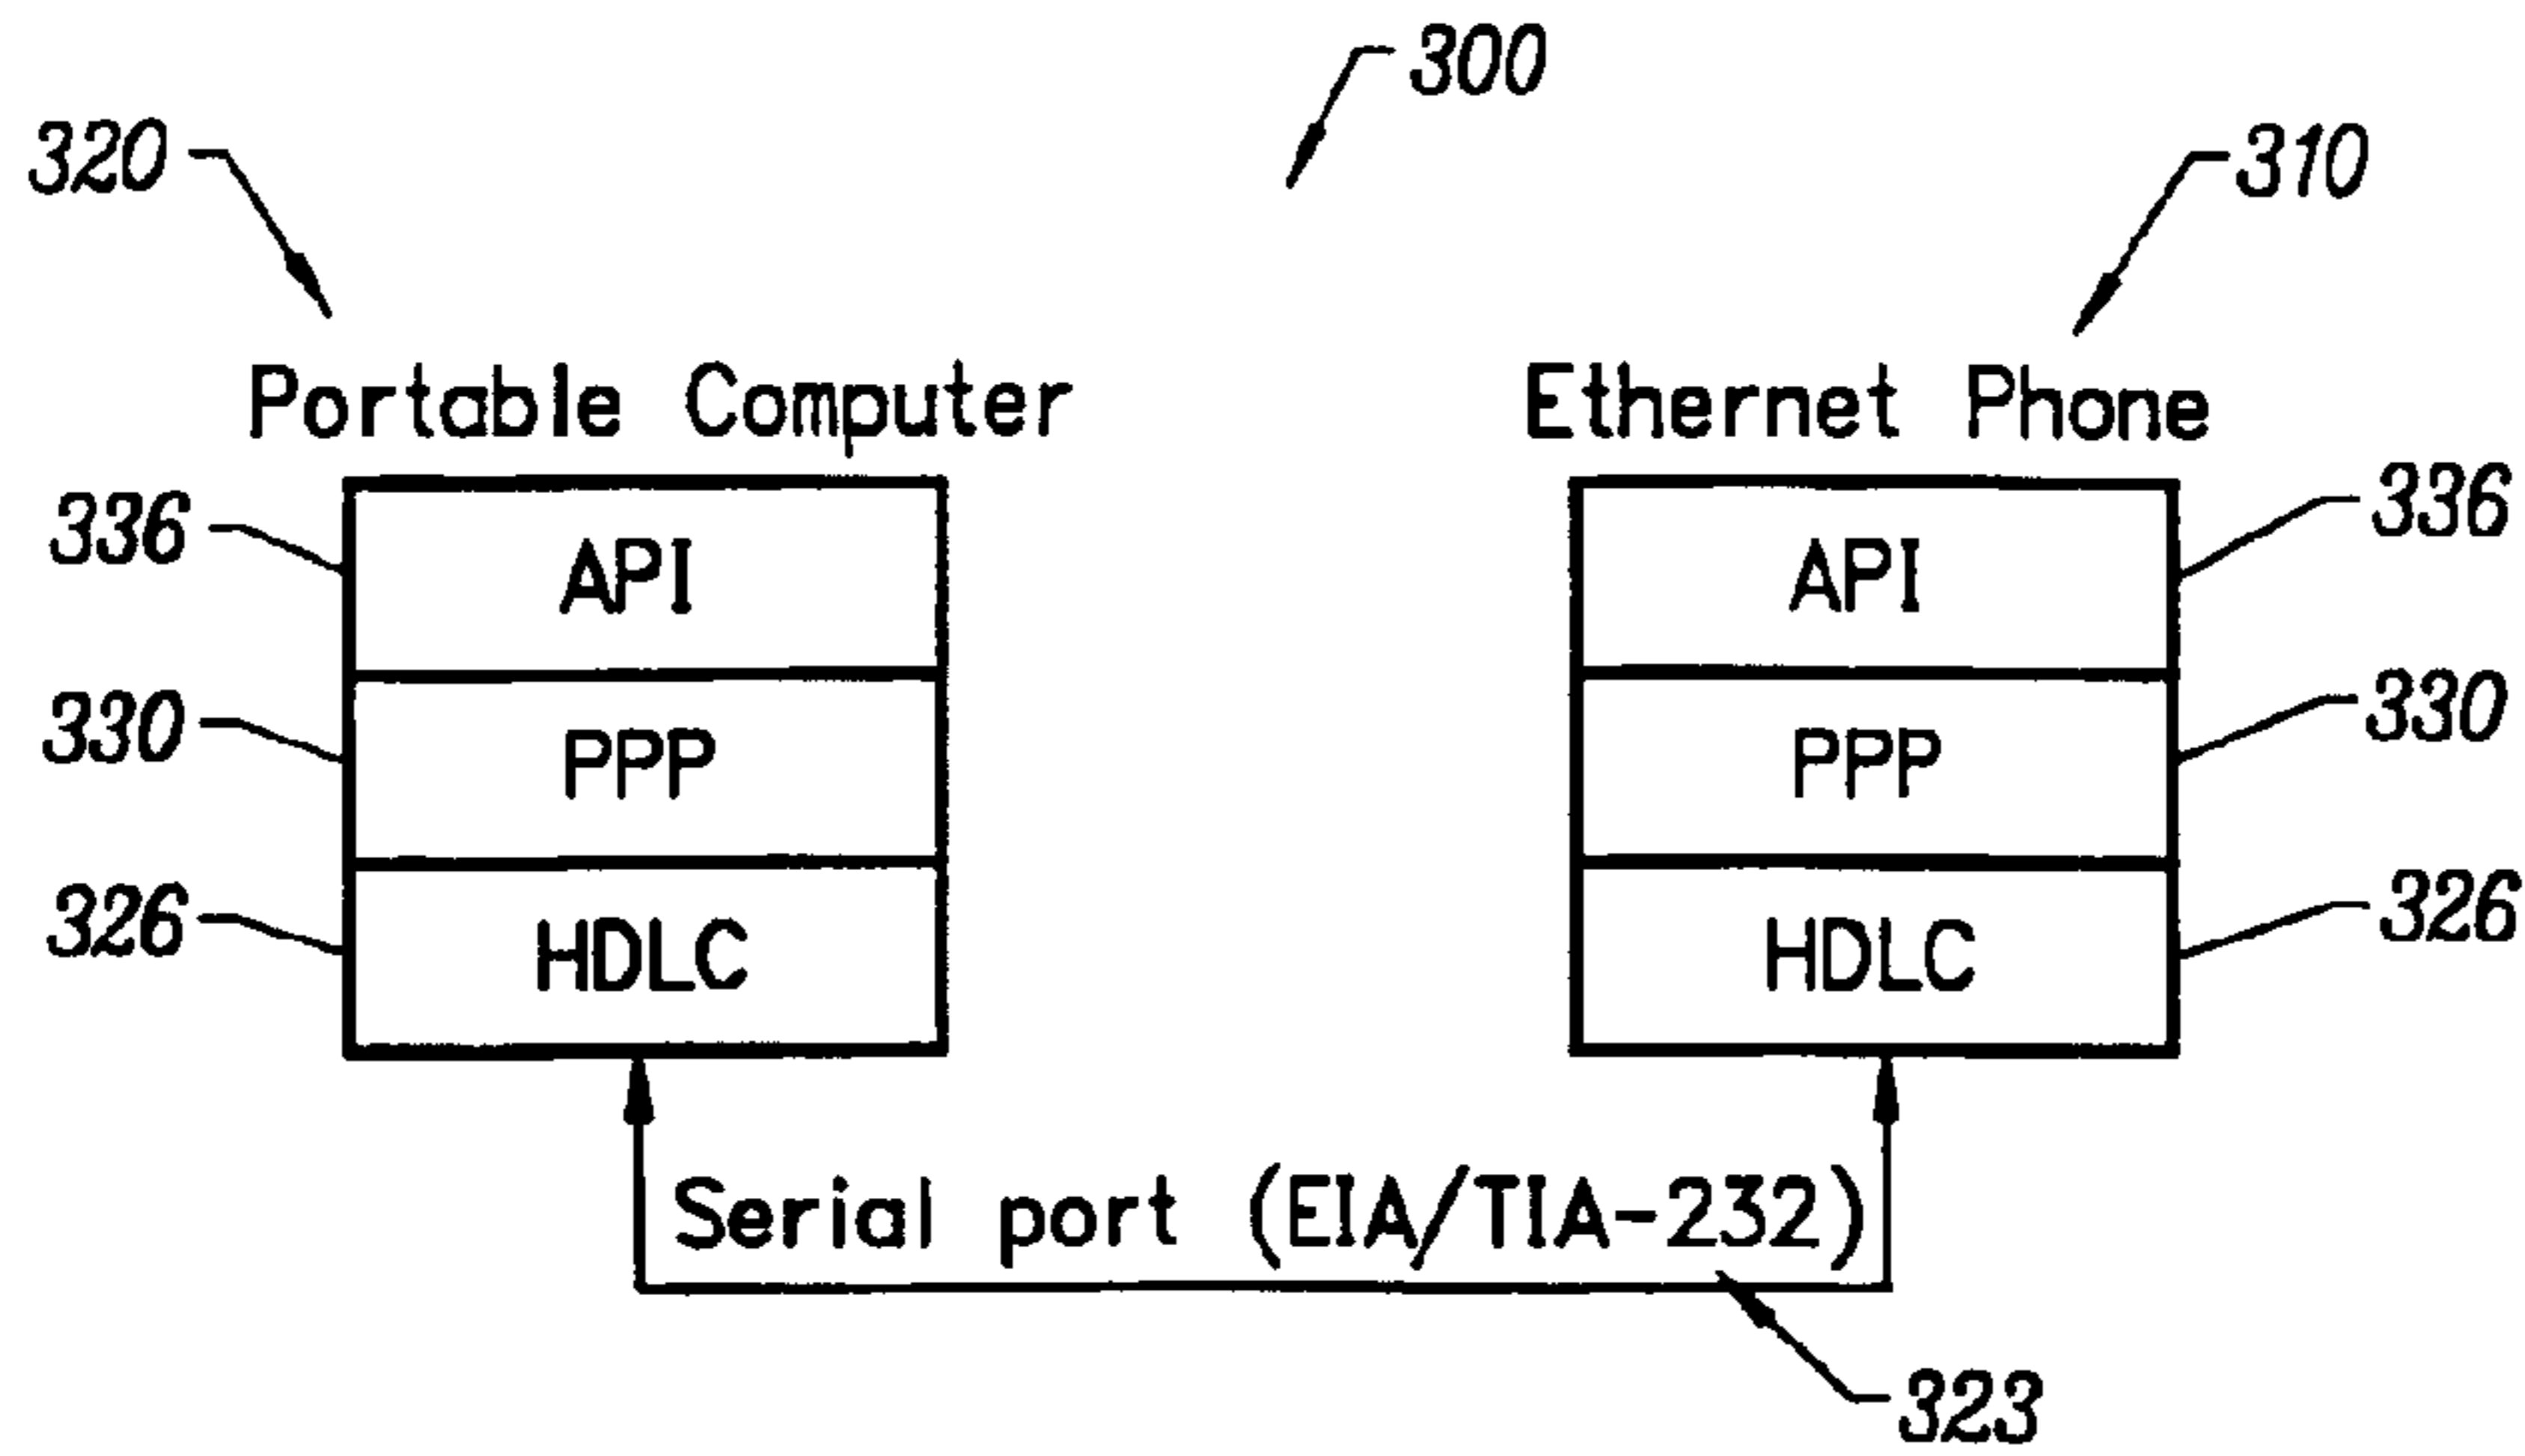 300
320
310
Portable Computer
Ethernet Phone
336 API
API 336
330 PPP
PPP 330
326 HDLC
HDLC 326
Serial port (EIA/TIA-232)
323